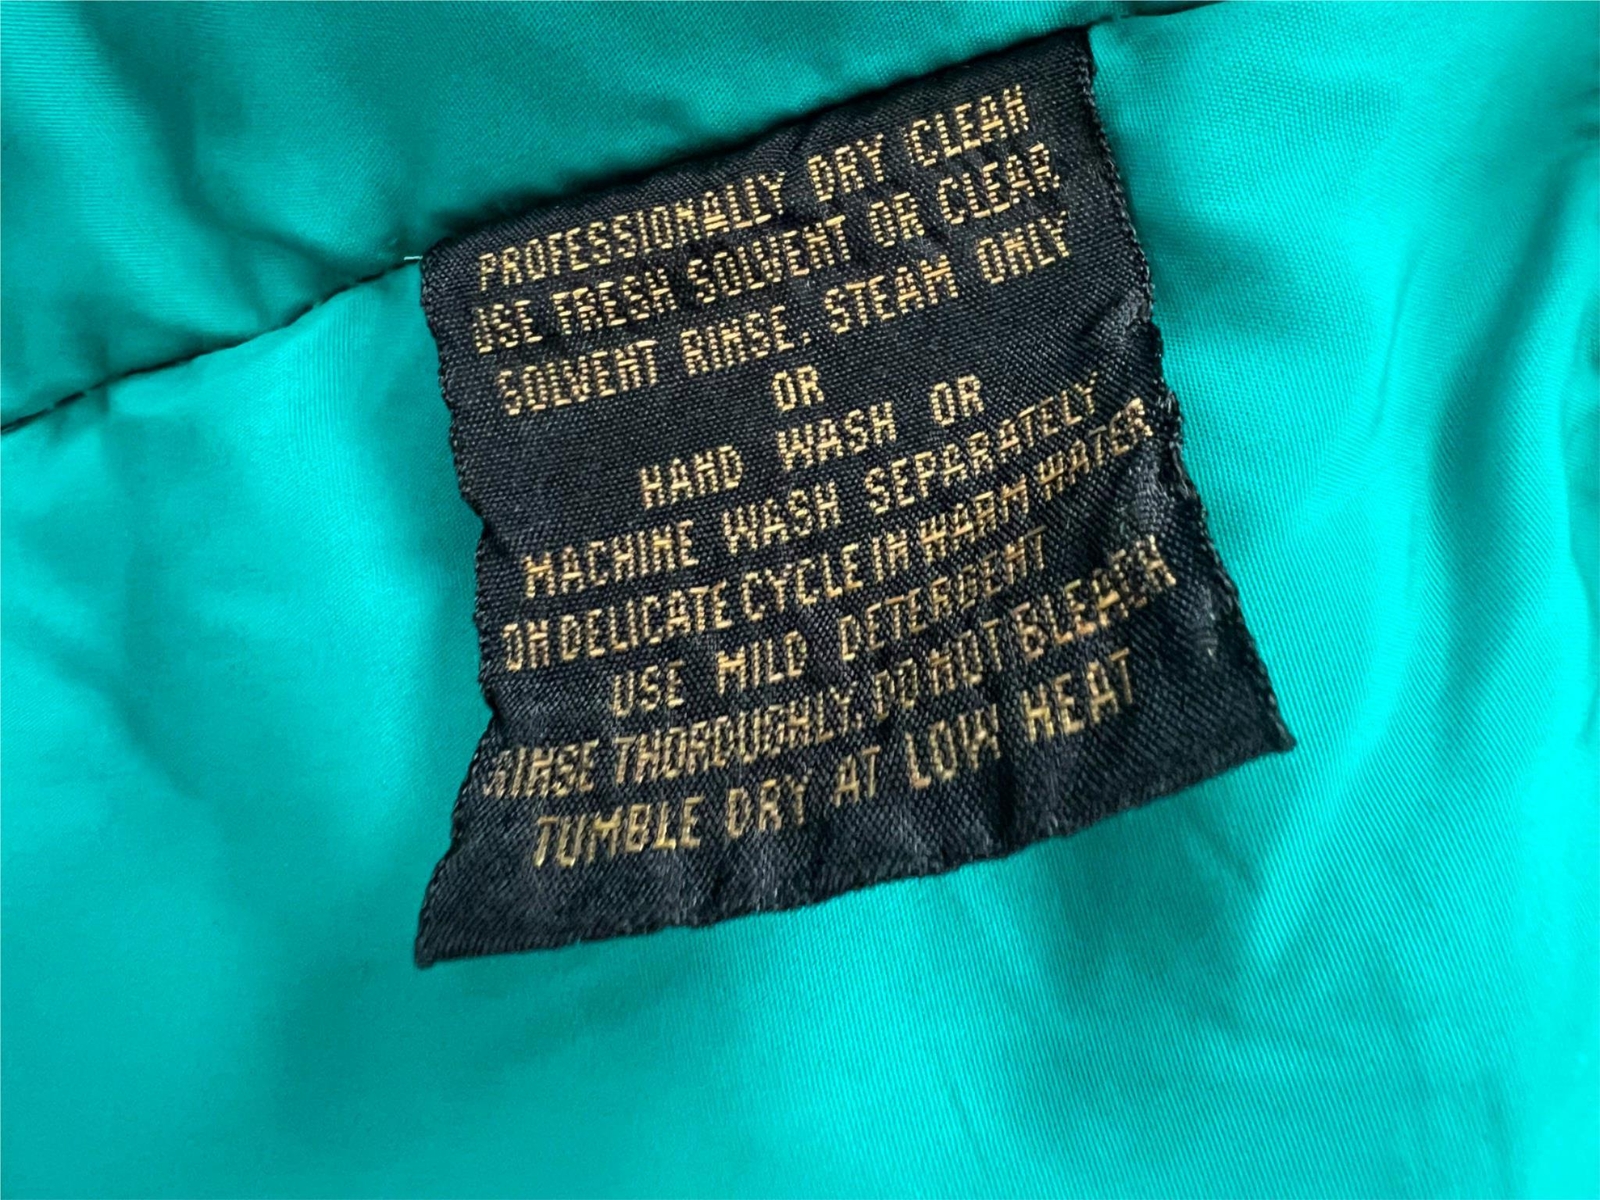 PROFESSIONALLY DRY CLEAN
USE FRESH SOLVENT OR CLEAR
SOLVENT RINSE. STEAM ONLY
OR
HAND WASH OR
MACHINE WASH SEPARATELY
ON DELICATE CYCLE IN WARM WATER
USE MILD DETERGENT
RINSE THOROUGHLY. DO NOT BLEACH
TUMBLE DRY AT LOW HEAT